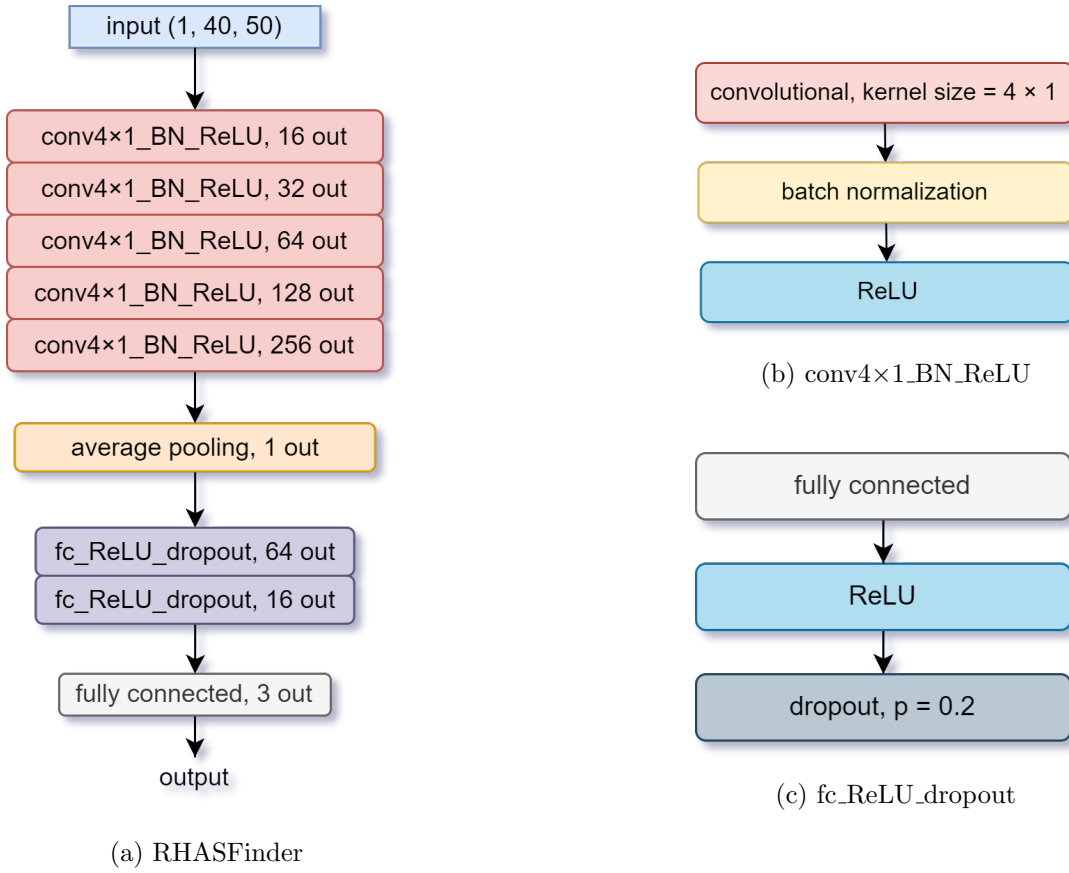 input (1, 40, 50)
conv4×1_BN_ReLU, 16 out
conv4×1_BN_ReLU, 32 out
conv4×1_BN_ReLU, 64 out
conv4×1_BN_ReLU, 128 out
conv4×1_BN_ReLU, 256 out
average pooling, 1 out
fc_ReLU_dropout, 64 out
fc_ReLU_dropout, 16 out
fully connected, 3 out
output
(a) RHASFinder
convolutional, kernel size = 4 × 1
batch normalization
ReLU
(b) conv4×1_BN_ReLU
fully connected
ReLU
dropout, p = 0.2
(c) fc_ReLU_dropout